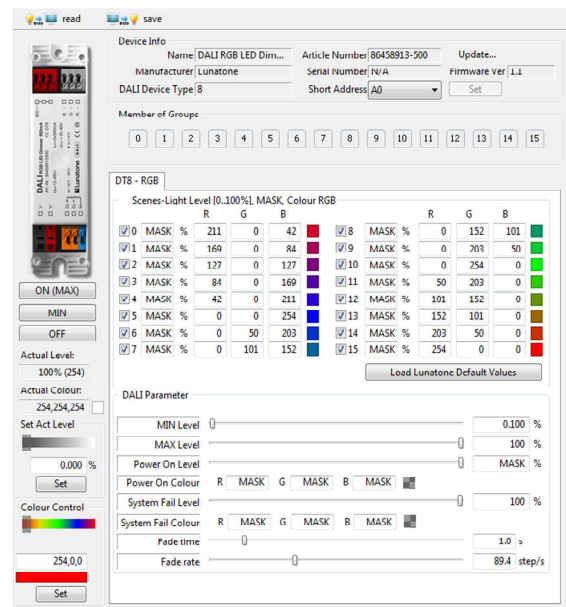 read save
Device Info
Name DALI RGB LED Dim... Article Number 86458913-500 Update...
Manufacturer Lunatone Serial Number N/A Firmware Ver 1.1
DALI Device Type 8 Short Address A0 Set
Member of Groups
0 1 2 3 4 5 6 7 8 9 10 11 12 13 14 15
DT8 - RGB
Scenes-Light Level [0..100%], MASK, Colour RGB
R G B R G B
0 MASK % 211 0 42 8 MASK % 0 152 101
1 MASK % 169 0 84 9 MASK % 0 203 50
2 MASK % 127 0 127 10 MASK % 0 254 0
3 MASK % 84 0 169 11 MASK % 50 203 0
4 MASK % 42 0 211 12 MASK % 101 152 0
5 MASK % 0 0 254 13 MASK % 152 101 0
6 MASK % 0 50 203 14 MASK % 203 50 0
7 MASK % 0 101 152 15 MASK % 254 0 0
Load Lunatone Default Values
DALI Parameter
MIN Level 0.100 %
MAX Level 100 %
Power On Level MASK %
Power On Colour R MASK G MASK B MASK
System Fail Level 100 %
System Fail Colour R MASK G MASK B MASK
Fade time 1.0 s
Fade rate 89.4 step/s
DALI RGB LED Dimmer
Lunatone
ON (MAX)
MIN
OFF
Actual Level:
100% (254)
Actual Colour:
254,254,254
Set Act Level
0.000 %
Set
Colour Control
254,0,0
Set